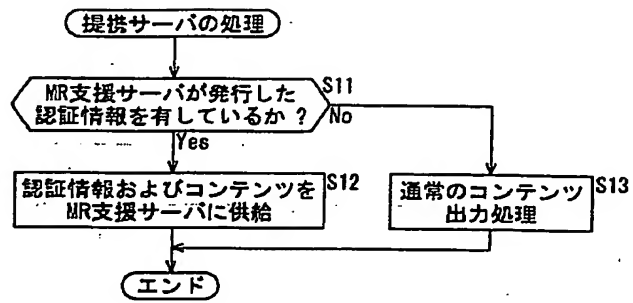 提携サーバの処理
MR支援サーバが発行した
認証情報を有しているか?
S11
No
Yes
認証情報およびコンテンツを
MR支援サーバに供給
S12
通常のコンテンツ
出力処理
S13
エンド